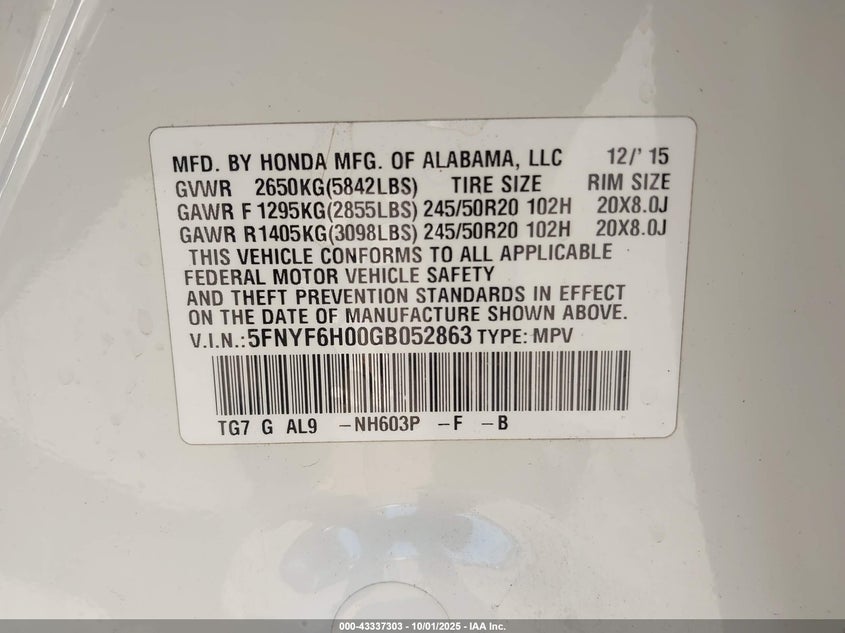 MFD. BY HONDA MFG. OF ALABAMA, LLC 12/' 15
GVWR 2650KG(5842LBS) TIRE SIZE RIM SIZE
GAWR F 1295KG(2855LBS) 245/50R20 102H 20X8.0J
GAWR R1405KG(3098LBS) 245/50R20 102H 20X8.0J
THIS VEHICLE CONFORMS TO ALL APPLICABLE
FEDERAL MOTOR VEHICLE SAFETY
AND THEFT PREVENTION STANDARDS IN EFFECT
ON THE DATE OF MANUFACTURE SHOWN ABOVE.
V.I.N.:5FNYF6H00GB052863 TYPE: MPV
TG7 G AL9 -NH603P -F -B
000-43337303 - 10/01/2025 - IAA Inc.